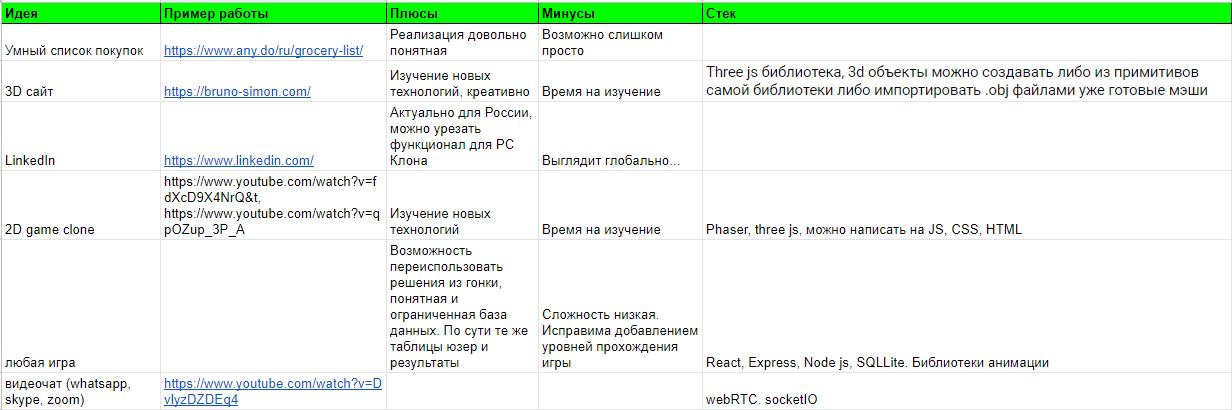 Идея Пример работы Плюсы Минусы Стек
Умный список покупок
https://www.any.do/ru/grocery-list/
Реализация довольно
понятная
Возможно слишком
просто
3D сайт
https://bruno-simon.com/
Изучение новых
технологий, креативно
Время на изучение
Three js библиотека, 3d объекты можно создавать либо из примитивов
самой библиотеки либо импортировать .obj файлами уже готовые мэши
LinkedIn
https://www.linkedin.com/
Актуально для России,
можно урезать
функционал для PC
Клона
Выглядит глобально...
2D game clone
https://www.youtube.com/watch?v=f
dXcD9X4NrQ&t,
https://www.youtube.com/watch?v=q
pOZup_3P_A
Изучение новых
технологий
Время на изучение
Phaser, three js, можно написать на JS, CSS, HTML
любая игра
Возможность
переиспользовать
решения из гонки,
понятная и
ограниченная база
данных. По сути те же
таблицы юзер и
результаты
Сложность низкая.
Исправима добавлением
уровней прохождения
игры
React, Express, Node js, SQLLite. Библиотеки анимации
видеочат (whatsapp,
skype, zoom)
https://www.youtube.com/watch?v=D
vlyzDZDEq4
webRTC. socketIO